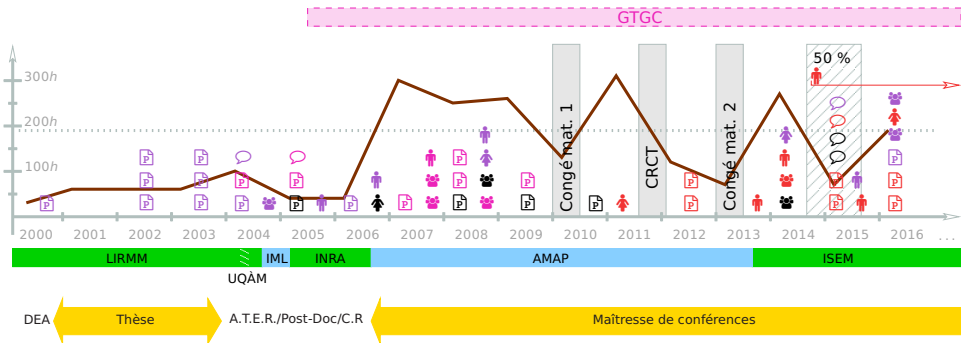 GTGC
50 %
300h
200h
100h
Congé mat. 1
CRCT
Congé mat. 2
2000 2001 2002 2003 2004 2005 2006 2007 2008 2009 2010 2011 2012 2013 2014 2015 2016 ...
LIRMM IML INRA AMAP ISEM
UQÀM
DEA Thèse A.T.E.R./Post-Doc/C.R Maîtresse de conférences